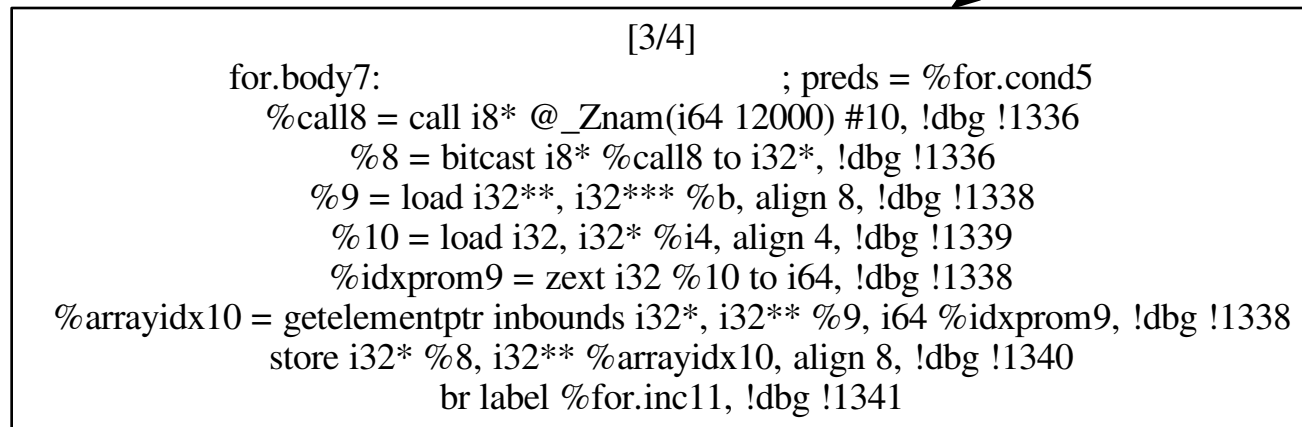 [3/4]
for.body7: ; preds = %for.cond5
%call8 = call i8* @_Znam(i64 12000) #10, !dbg !1336
%8 = bitcast i8* %call8 to i32*, !dbg !1336
%9 = load i32**, i32*** %b, align 8, !dbg !1338
%10 = load i32, i32* %i4, align 4, !dbg !1339
%idxprom9 = zext i32 %10 to i64, !dbg !1338
%arrayidx10 = getelementptr inbounds i32*, i32** %9, i64 %idxprom9, !dbg !1338
store i32* %8, i32** %arrayidx10, align 8, !dbg !1340
br label %for.inc11, !dbg !1341